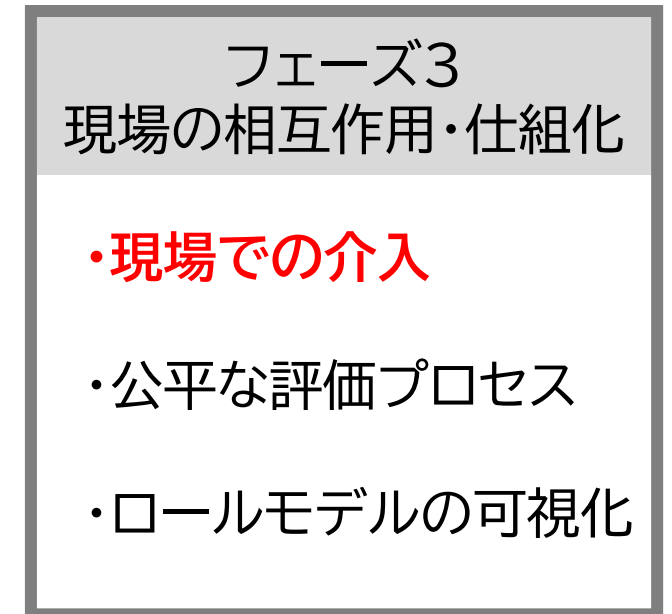 フェーズ3
現場の相互作用・仕組化
・現場での介入
・公平な評価プロセス
・ロールモデルの可視化